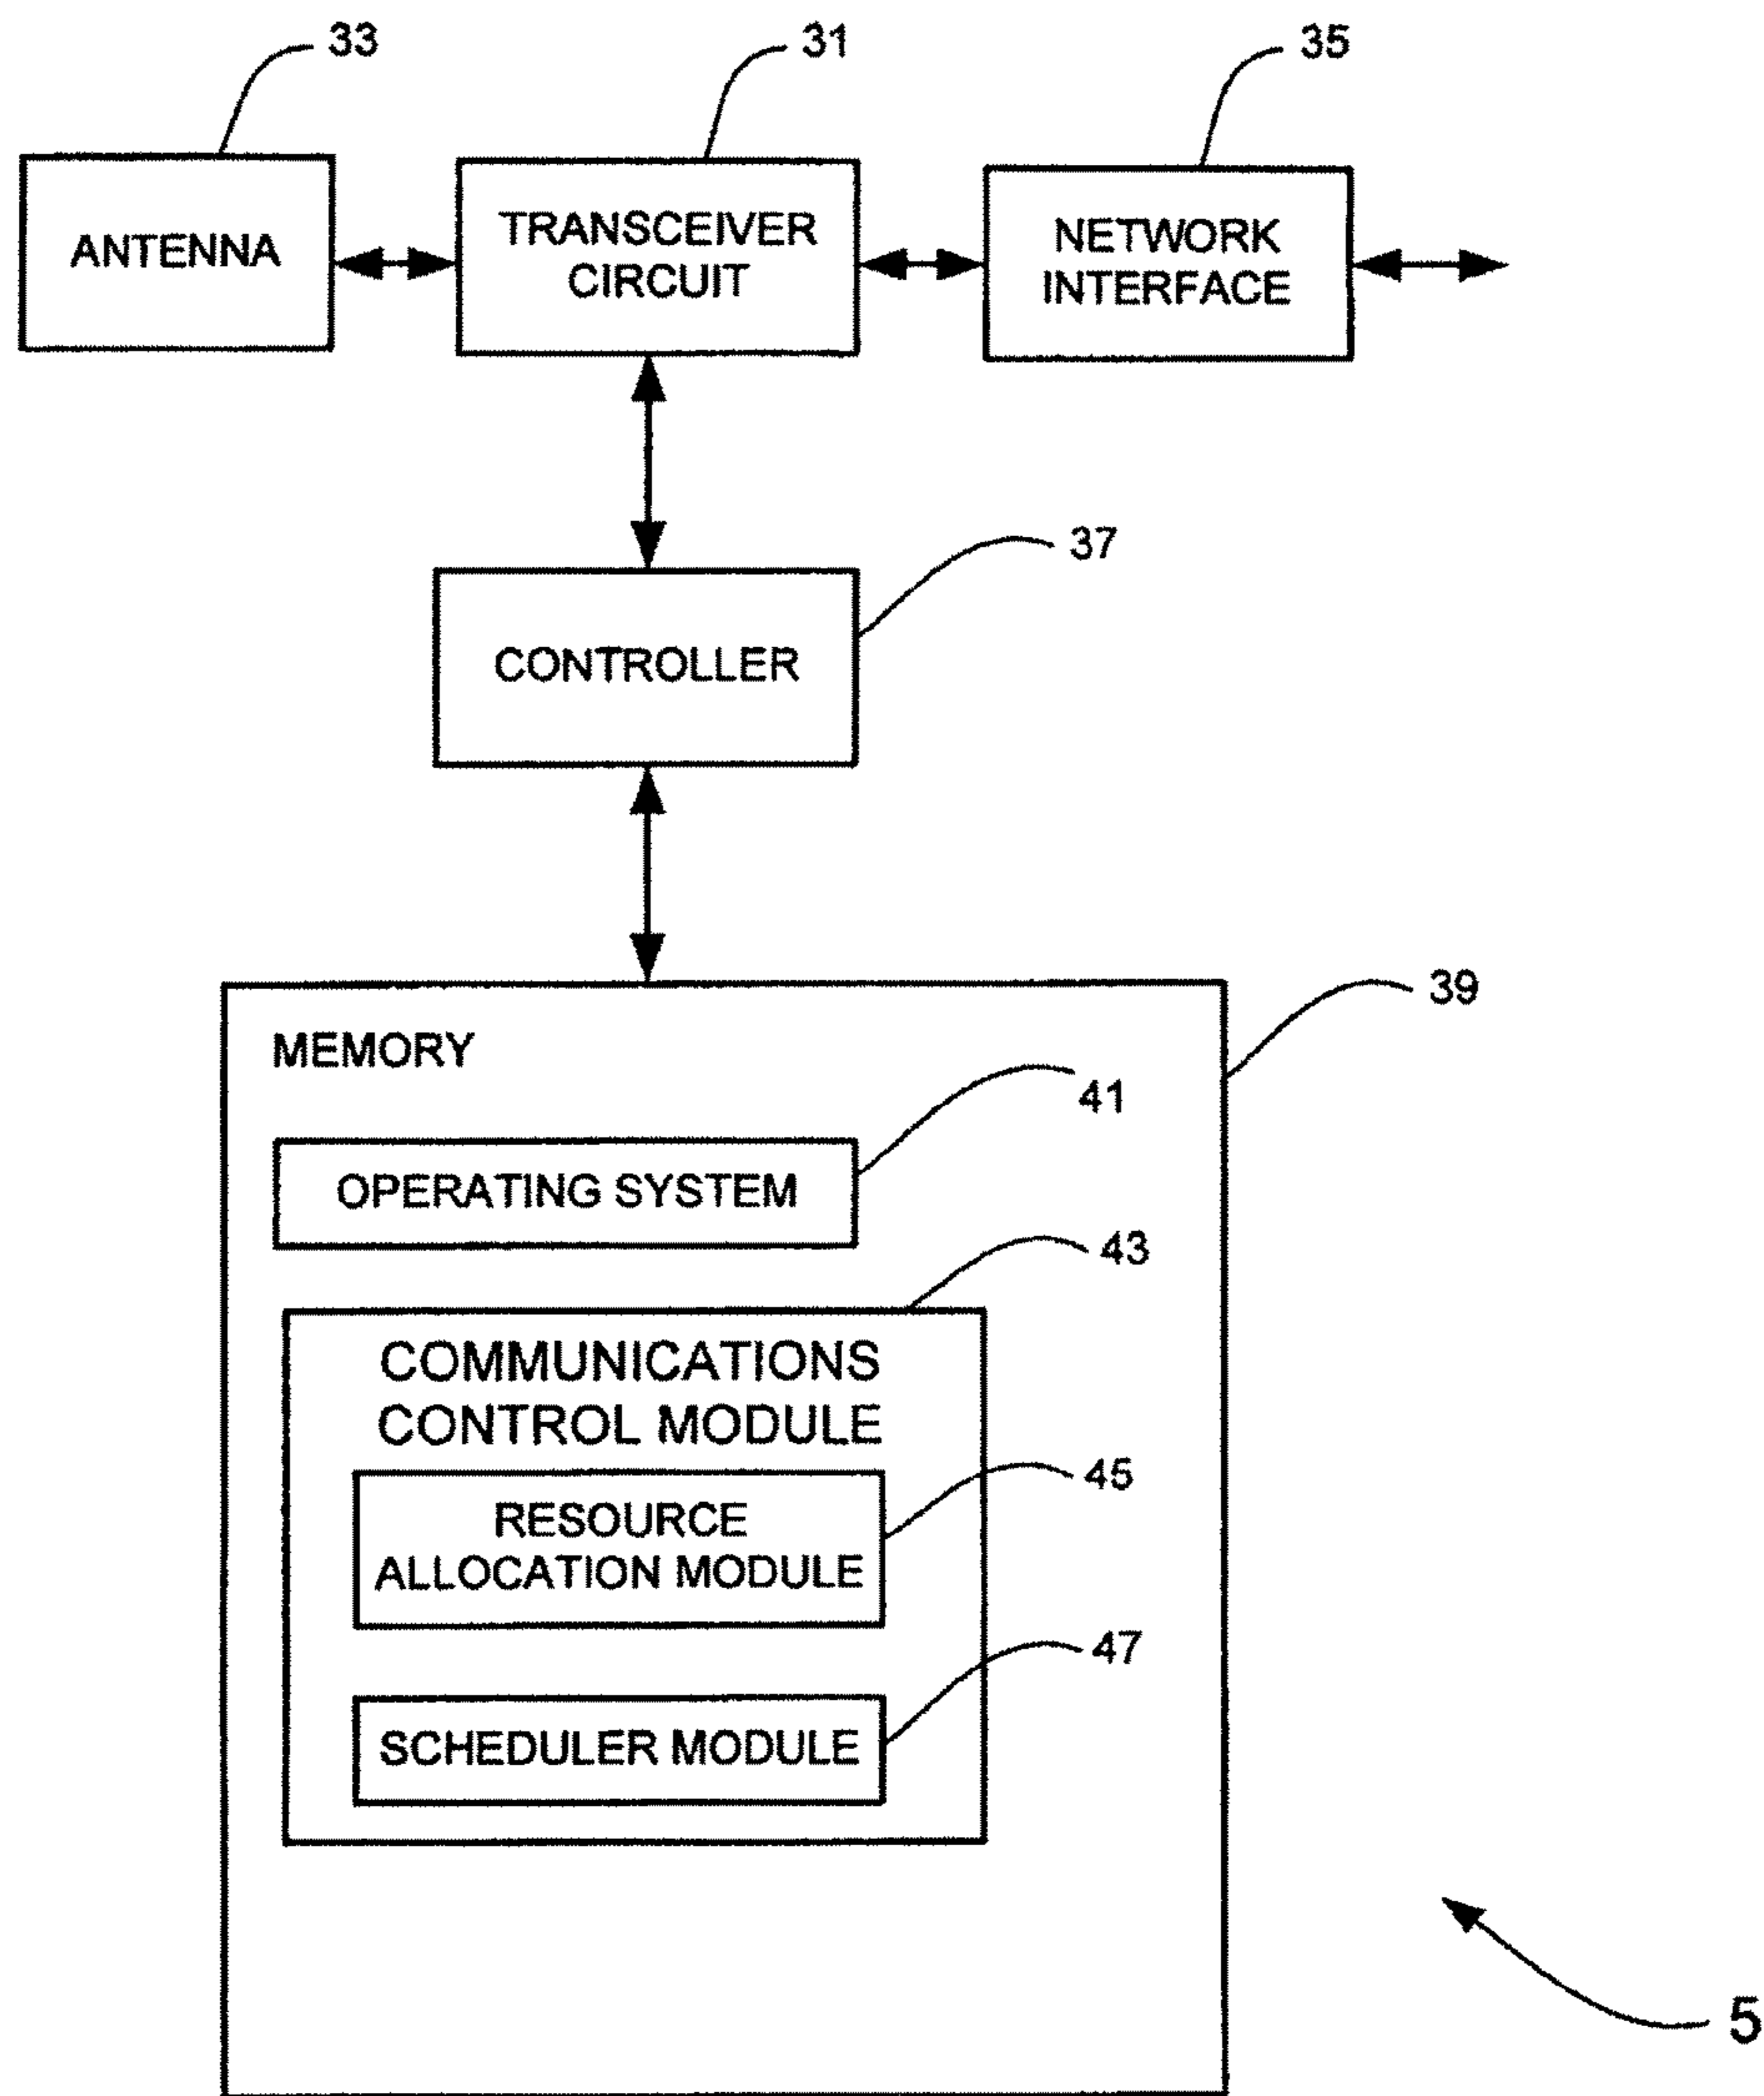 33
31
35
ANTENNA
TRANSCEIVER
CIRCUIT
NETWORK
INTERFACE
37
CONTROLLER
39
MEMORY
41
OPERATING SYSTEM
43
COMMUNICATIONS
CONTROL MODULE
45
RESOURCE
ALLOCATION MODULE
47
SCHEDULER MODULE
5